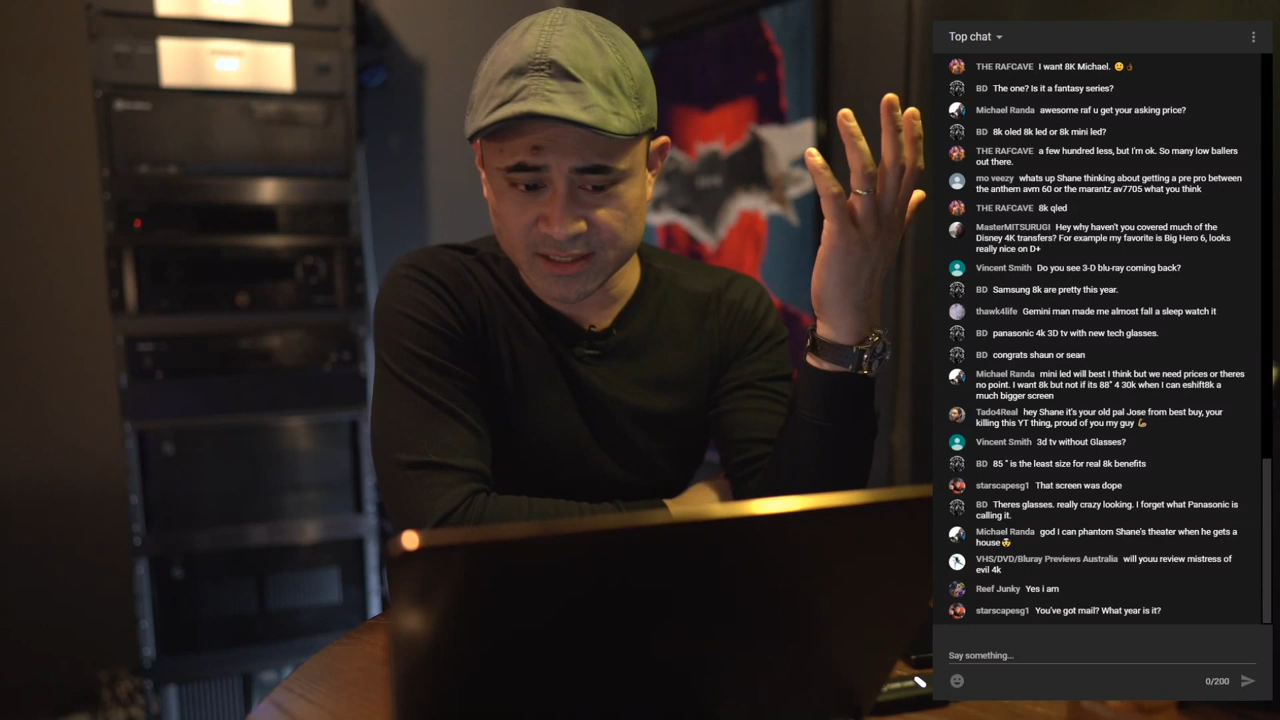 Top chat
THE RAFCAVE I want 8K Michael.
BD The one? Is it a fantasy series?
Michael Randa awesome raf u get your asking price?
BD 8k oled 8k led or 8k mini led?
THE RAFCAVE a few hundred less, but I'm ok. So many low ballers
out there.
mo veezy whats up Shane thinking about getting a pre pro between
the anthem avm 60 or the marantz av7705 what you think
THE RAFCAVE 8k qled
MasterMITSURUGI Hey why haven't you covered much of the
Disney 4K transfers? For example my favorite is Big Hero 6, looks
really nice on D+
Vincent Smith Do you see 3-D blu-ray coming back?
BD Samsung 8k are pretty this year.
thawk4life Gemini man made me almost fall a sleep watch it
BD panasonic 4k 3D tv with new tech glasses.
BD congrats shaun or sean
Michael Randa mini led will best I think but we need prices or theres
no point. I want 8k but not if its 88" 4 30k when I can eshift8k a
much bigger screen
Tado4Real hey Shane it's your old pal Jose from best buy, your
killing this YT thing, proud of you my guy
Vincent Smith 3d tv without Glasses?
BD 85 " is the least size for real 8k benefits
starscapesg1 That screen was dope
BD Theres glasses. really crazy looking. I forget what Panasonic is
calling it.
Michael Randa god I can phantom Shane's theater when he gets a
house
VHS/DVD/Bluray Previews Australia will youu review mistress of
evil 4k
Reef Junky Yes i am
starscapesg1 You've got mail? What year is it?
Say something...
0/200